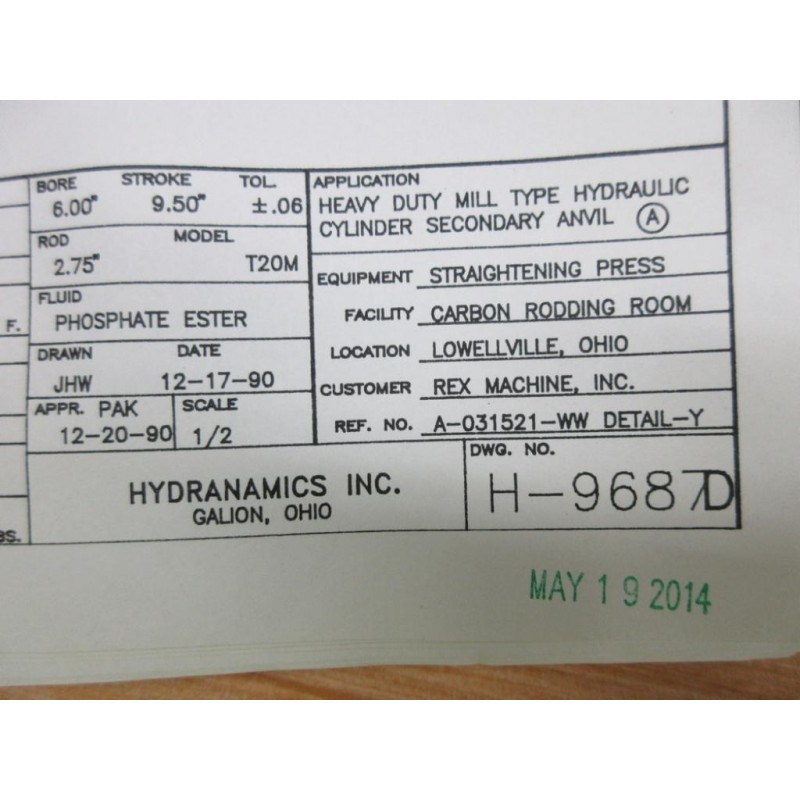 BORE STROKE TOL.
6.00" 9.50" ±.06
ROD MODEL
2.75" T20M
FLUID
PHOSPHATE ESTER
F.
DRAWN DATE
JHW 12-17-90
APPR. PAK SCALE
12-20-90 1/2
APPLICATION
HEAVY DUTY MILL TYPE HYDRAULIC
CYLINDER SECONDARY ANVIL A
EQUIPMENT STRAIGHTENING PRESS
FACILITY CARBON RODDING ROOM
LOCATION LOWELLVILLE, OHIO
CUSTOMER REX MACHINE, INC.
REF. NO. A-031521-WW DETAIL-Y
HYDRANAMICS INC.
GALION, OHIO
DWG. NO.
H-9687D
MAY 19 2014